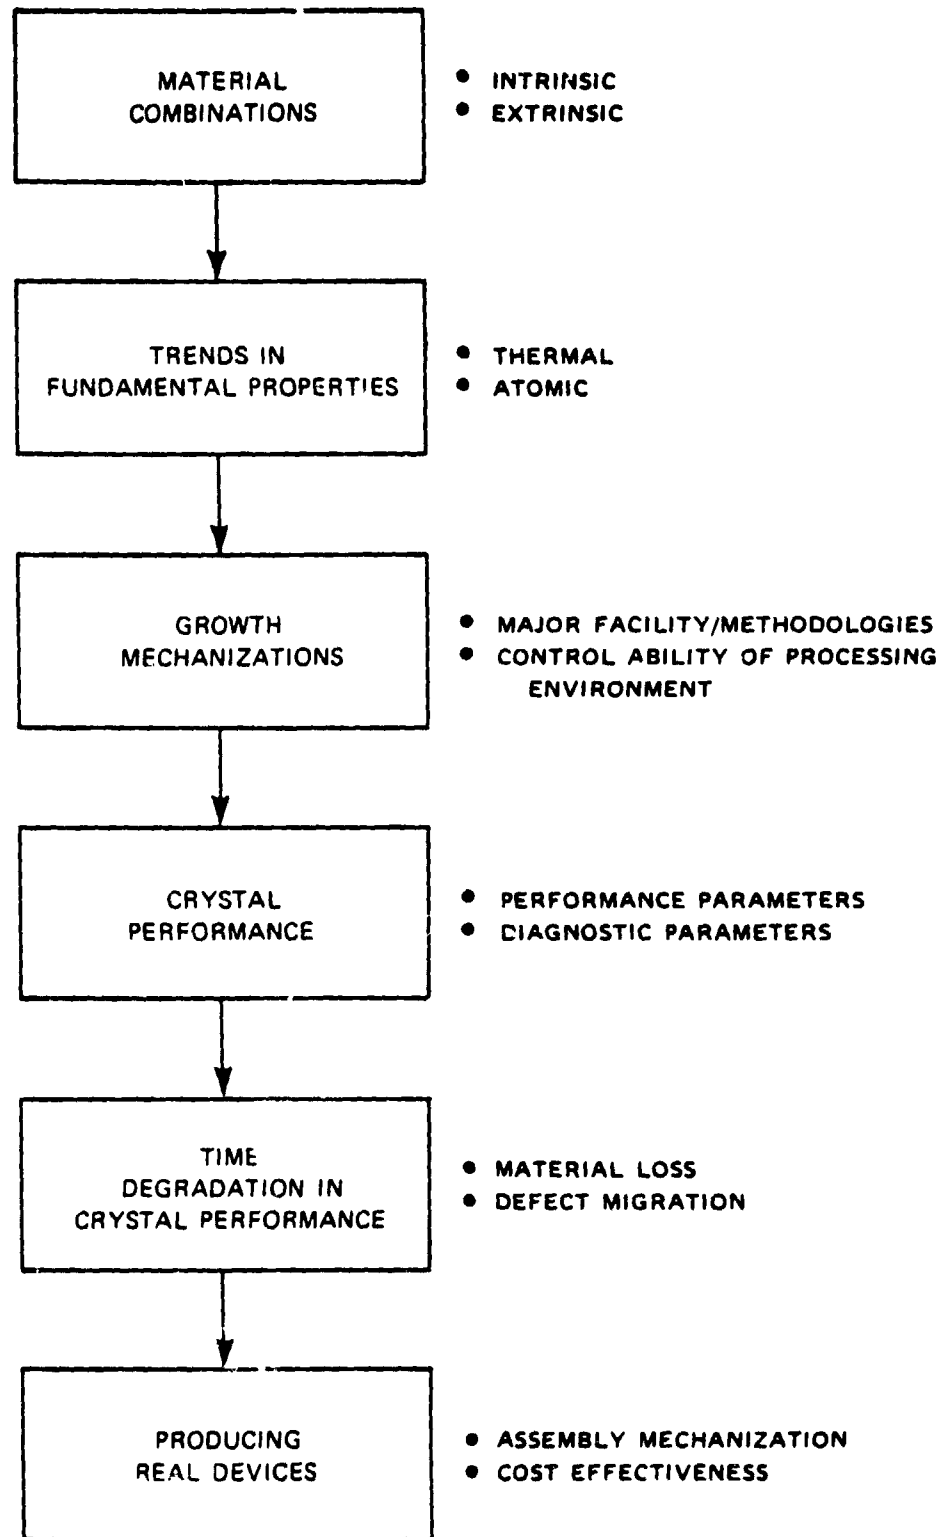 MATERIAL
COMBINATIONS
• INTRINSIC
• EXTRINSIC
TRENDS IN
FUNDAMENTAL PROPERTIES
• THERMAL
• ATOMIC
GROWTH
MECHANIZATIONS
• MAJOR FACILITY/METHODOLOGIES
• CONTROL ABILITY OF PROCESSING
ENVIRONMENT
CRYSTAL
PERFORMANCE
• PERFORMANCE PARAMETERS
• DIAGNOSTIC PARAMETERS
TIME
DEGRADATION IN
CRYSTAL PERFORMANCE
• MATERIAL LOSS
• DEFECT MIGRATION
PRODUCING
REAL DEVICES
• ASSEMBLY MECHANIZATION
• COST EFFECTIVENESS